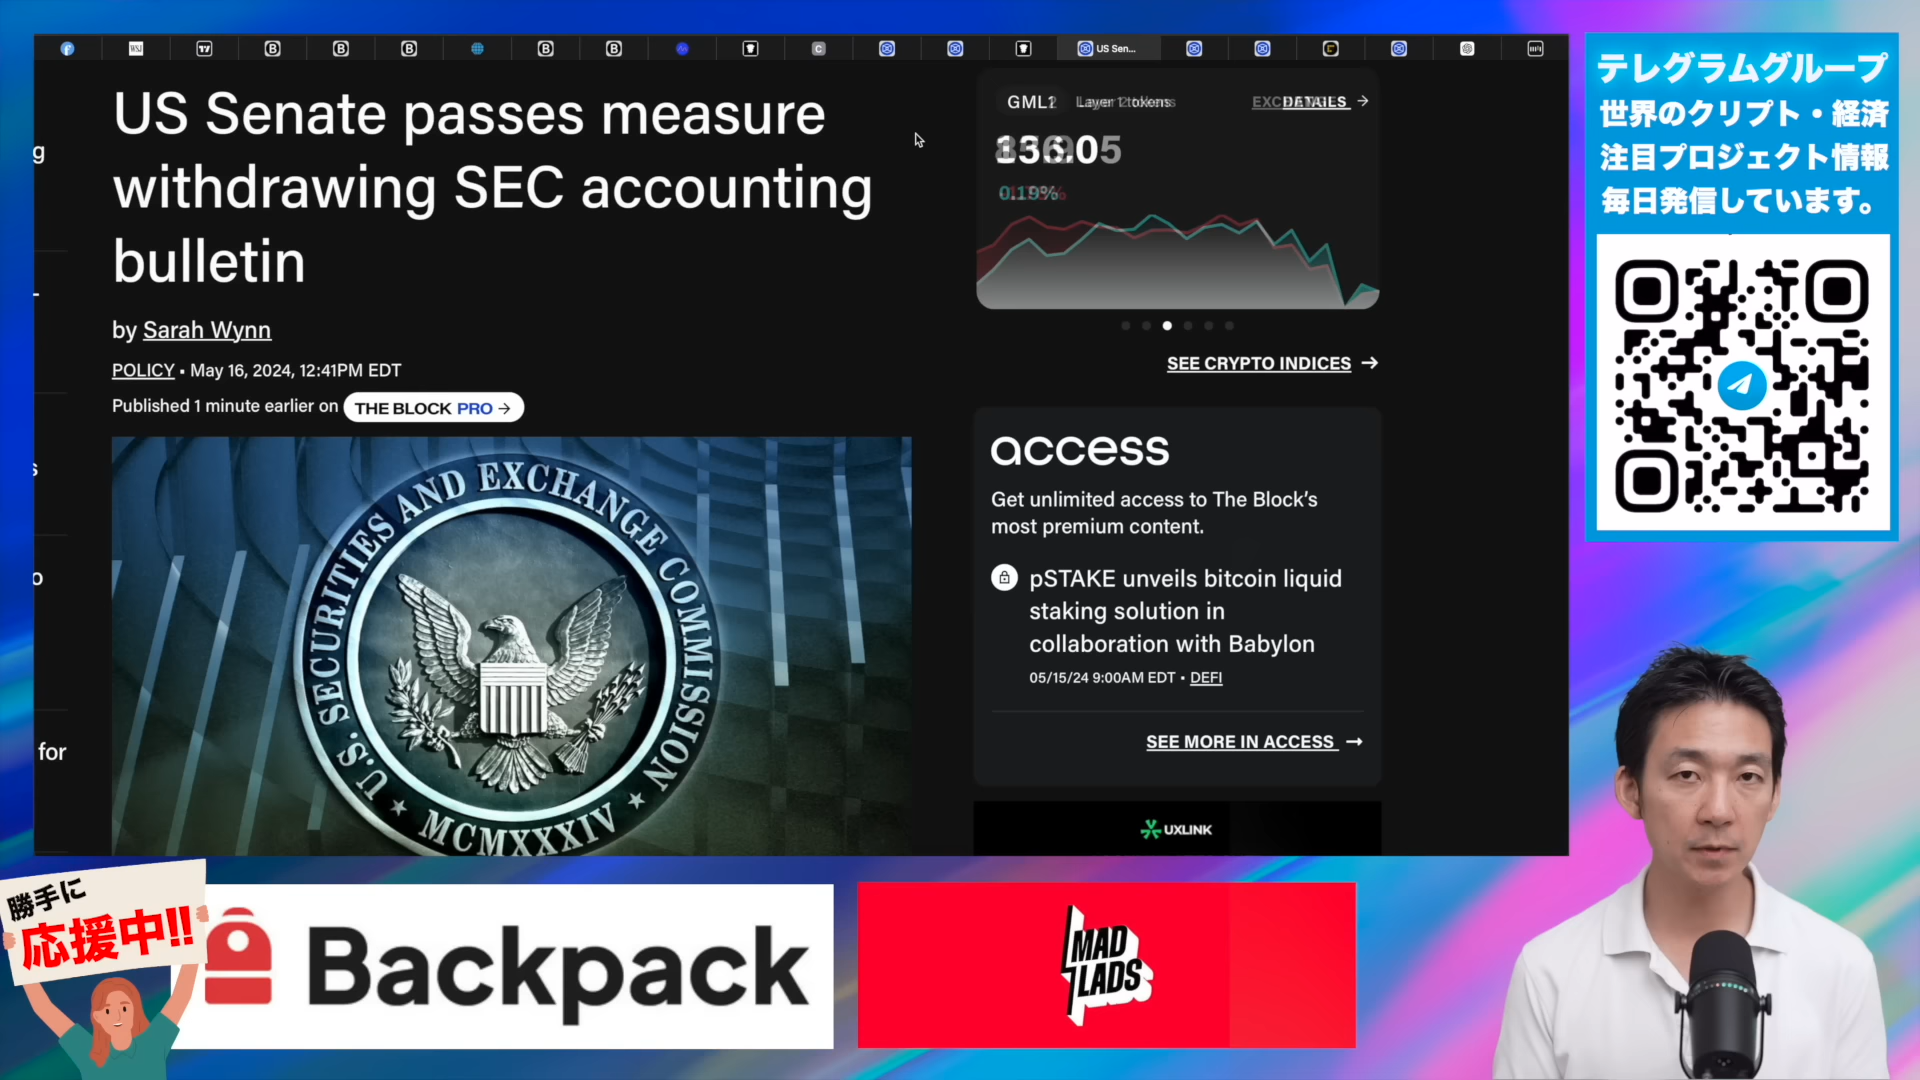 US Sen...
US Senate passes measure
withdrawing SEC accounting
bulletin
by Sarah Wynn
POLICY • May 16, 2024, 12:41PM EDT
Published 1 minute earlier on THE BLOCK PRO →
U.S. SECURITIES AND EXCHANGE COMMISSION
MCMXXXIV
g
s
o
for
DETAILS →
SEE CRYPTO INDICES →
access
Get unlimited access to The Block's
most premium content.
pSTAKE unveils bitcoin liquid
staking solution in
collaboration with Babylon
05/15/24 9:00AM EDT • DEFI
SEE MORE IN ACCESS →
UXLINK
テレグラムグループ
世界のクリプト・経済
注目プロジェクト情報
毎日発信しています。
勝手に
応援中!!
Backpack
MAD
LADS